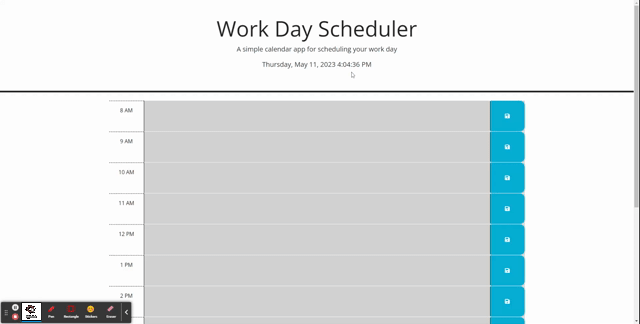 Work Day Scheduler
A simple calendar app for scheduling your work day
Thursday, May 11, 2023 4:04:36 PM
8 AM
9 AM
10 AM
11 AM
12 PM
1 PM
2 PM
Pen Rectangle Stickers Eraser